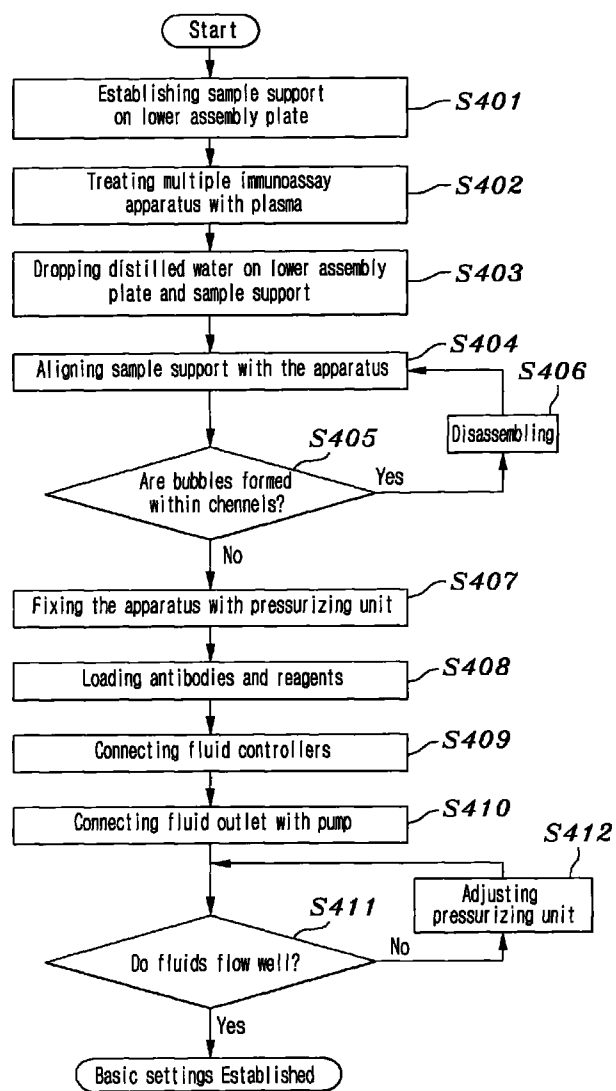 Start
Establishing sample support
on lower assembly plate
S401
Treating multiple immunoassay
apparatus with plasma
S402
Dropping distilled water on lower assembly
plate and sample support
S403
Aligning sample support with the apparatus
S404
S406
Disassembling
S405
Are bubbles formed
within channels?
Yes
No
Fixing the apparatus with pressurizing unit
S407
Loading antibodies and reagents
S408
Connecting fluid controllers
S409
Connecting fluid outlet with pump
S410
S412
Adjusting
pressurizing unit
S411
Do fluids flow well?
No
Yes
Basic settings Established